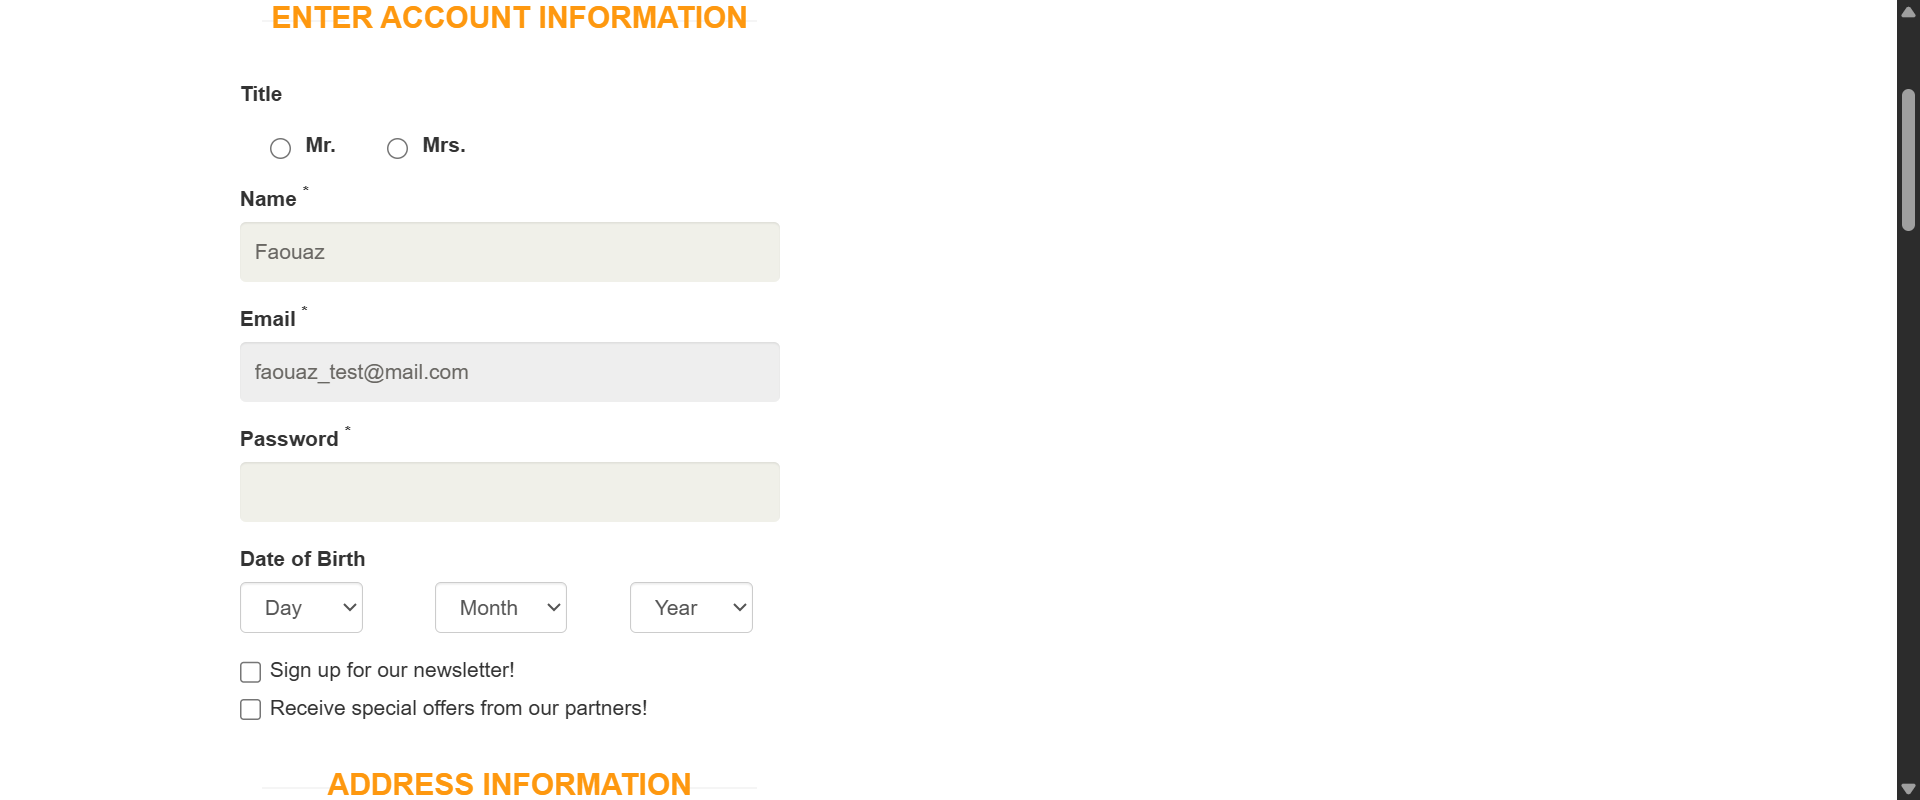 ENTER ACCOUNT INFORMATION
Title
Mr. Mrs.
Name *
Faouaz
Email *
faouaz_test@mail.com
Password *
Date of Birth
Day Month Year
Sign up for our newsletter!
Receive special offers from our partners!
ADDRESS INFORMATION